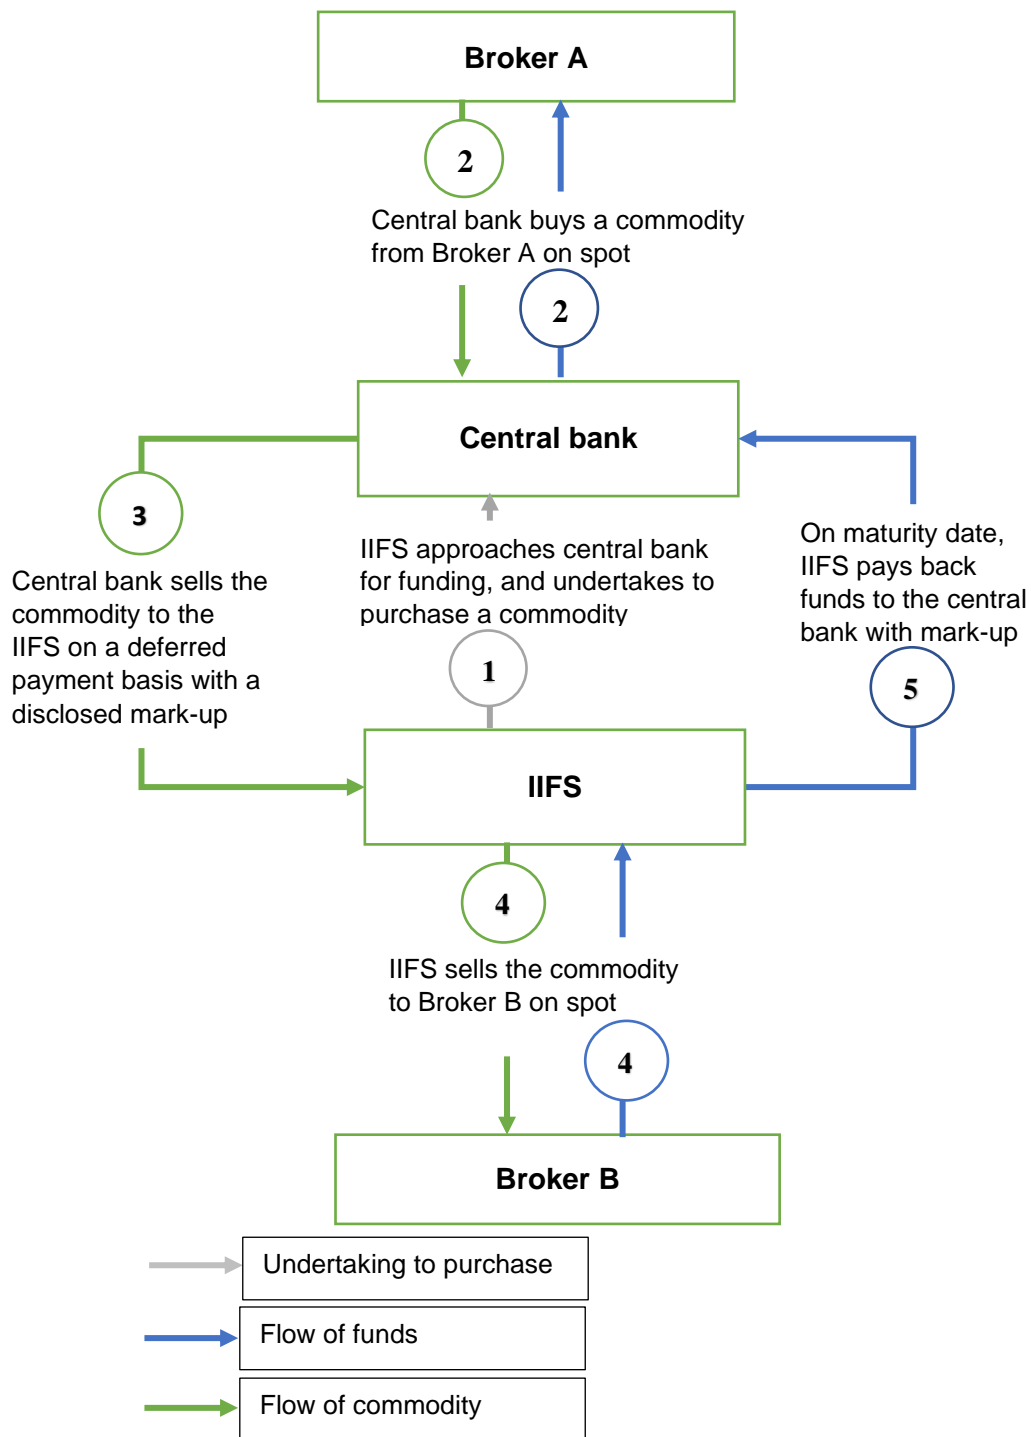 Broker A
2
Central bank buys a commodity
from Broker A on spot
2
Central bank
3
Central bank sells the
commodity to the
IIFS on a deferred
payment basis with a
disclosed mark-up
IIFS approaches central bank
for funding, and undertakes to
purchase a commodity
1
On maturity date,
IIFS pays back
funds to the central
bank with mark-up
5
IIFS
4
IIFS sells the commodity
to Broker B on spot
4
Broker B
Undertaking to purchase
Flow of funds
Flow of commodity